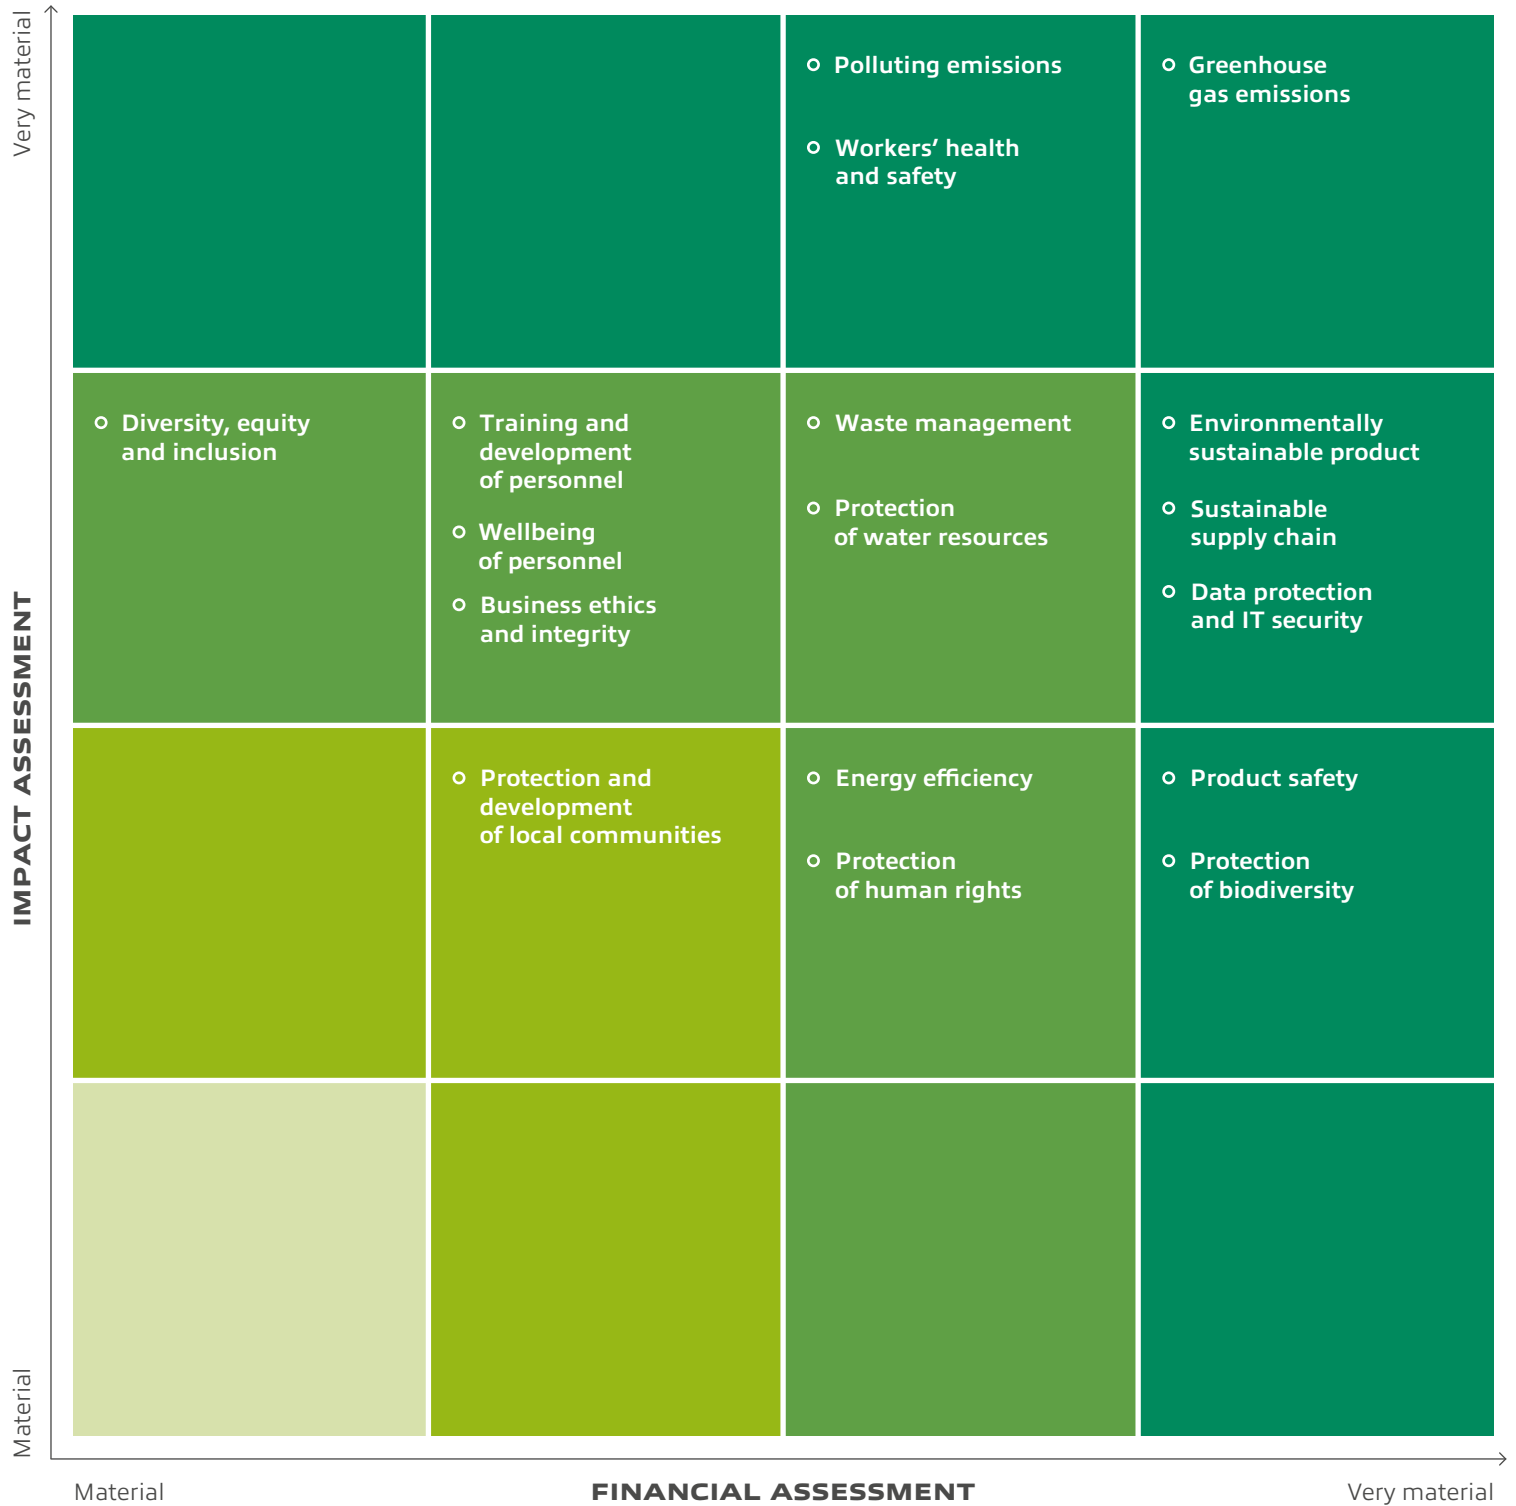 Very material
IMPACT ASSESSMENT
Material
Polluting emissions
Workers’ health
and safety
Greenhouse
gas emissions
Diversity, equity
and inclusion
Training and
development
of personnel
Wellbeing
of personnel
Business ethics
and integrity
Waste management
Protection
of water resources
Environmentally
sustainable product
Sustainable
supply chain
Data protection
and IT security
Protection and
development
of local communities
Energy efficiency
Protection
of human rights
Product safety
Protection
of biodiversity
Material
FINANCIAL ASSESSMENT
Very material